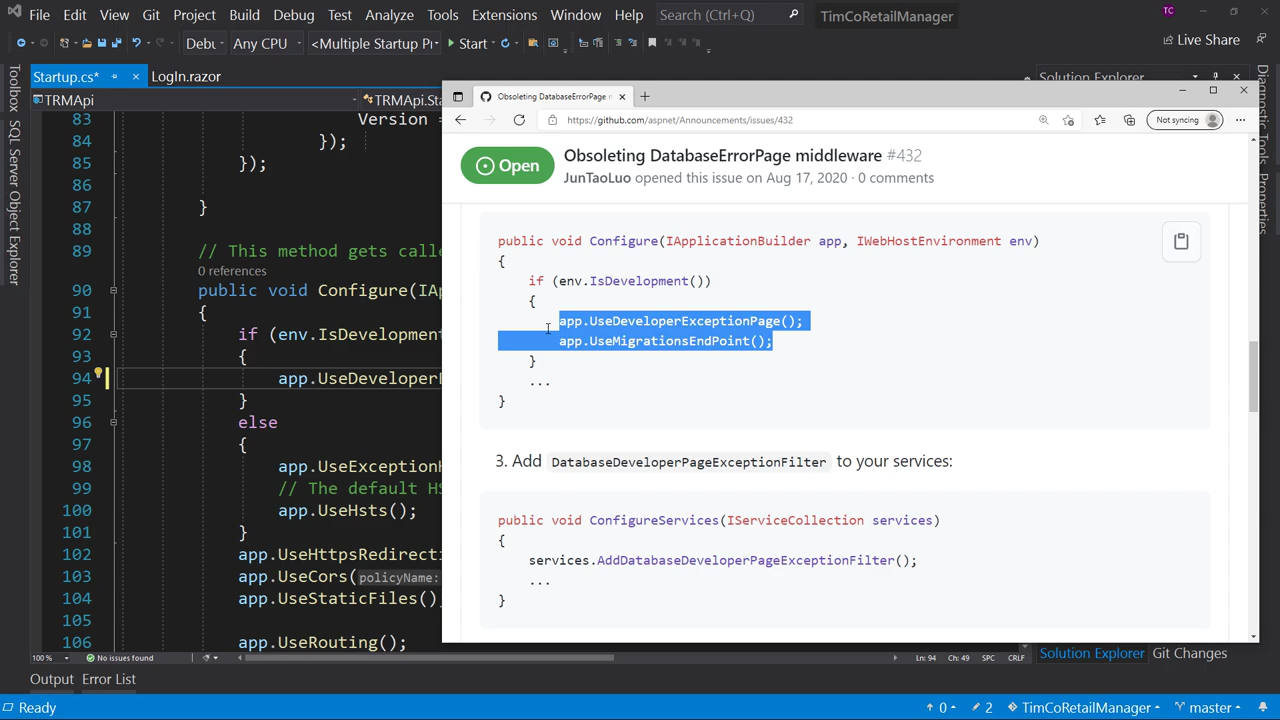 File Edit View Git Project Build Debug Test Analyze Tools Extensions Window Help Search (Ctrl+Q) TimCoRetailManager TC
Debu Any CPU <Multiple Startup Pr Start Live Share
Startup.cs* LogIn.razor Solution Explorer
TRMApi TRMApi.St
Toolbox
SQL Server Object Explorer
Diagnostic Tools
Properties
83 Version =
84 });
85 });
86
87 }
88
89 // This method gets calle
0 references
90 public void Configure(IAp
91 {
92 if (env.IsDevelopment
93 {
94 app.UseDeveloperE
95 }
96 else
97 {
98 app.UseExceptionH
99 // The default HS
100 app.UseHsts();
101 }
102 app.UseHttpsRedirecti
103 app.UseCors(policyName:
104 app.UseStaticFiles()
105
106 app.UseRouting();
100 % No issues found Ln: 94 Ch: 49 SPC CRLF
Obsoleting DatabaseErrorPage m
https://github.com/aspnet/Announcements/issues/432 Not syncing
Open Obsoleting DatabaseErrorPage middleware #432
JunTaoLuo opened this issue on Aug 17, 2020 · 0 comments
public void Configure(IApplicationBuilder app, IWebHostEnvironment env)
{
if (env.IsDevelopment())
{
app.UseDeveloperExceptionPage();
app.UseMigrationsEndPoint();
}
...
}
3. Add DatabaseDeveloperPageExceptionFilter to your services:
public void ConfigureServices(IServiceCollection services)
{
services.AddDatabaseDeveloperPageExceptionFilter();
...
}
Solution Explorer Git Changes
Output Error List
Ready 0 2 TimCoRetailManager master